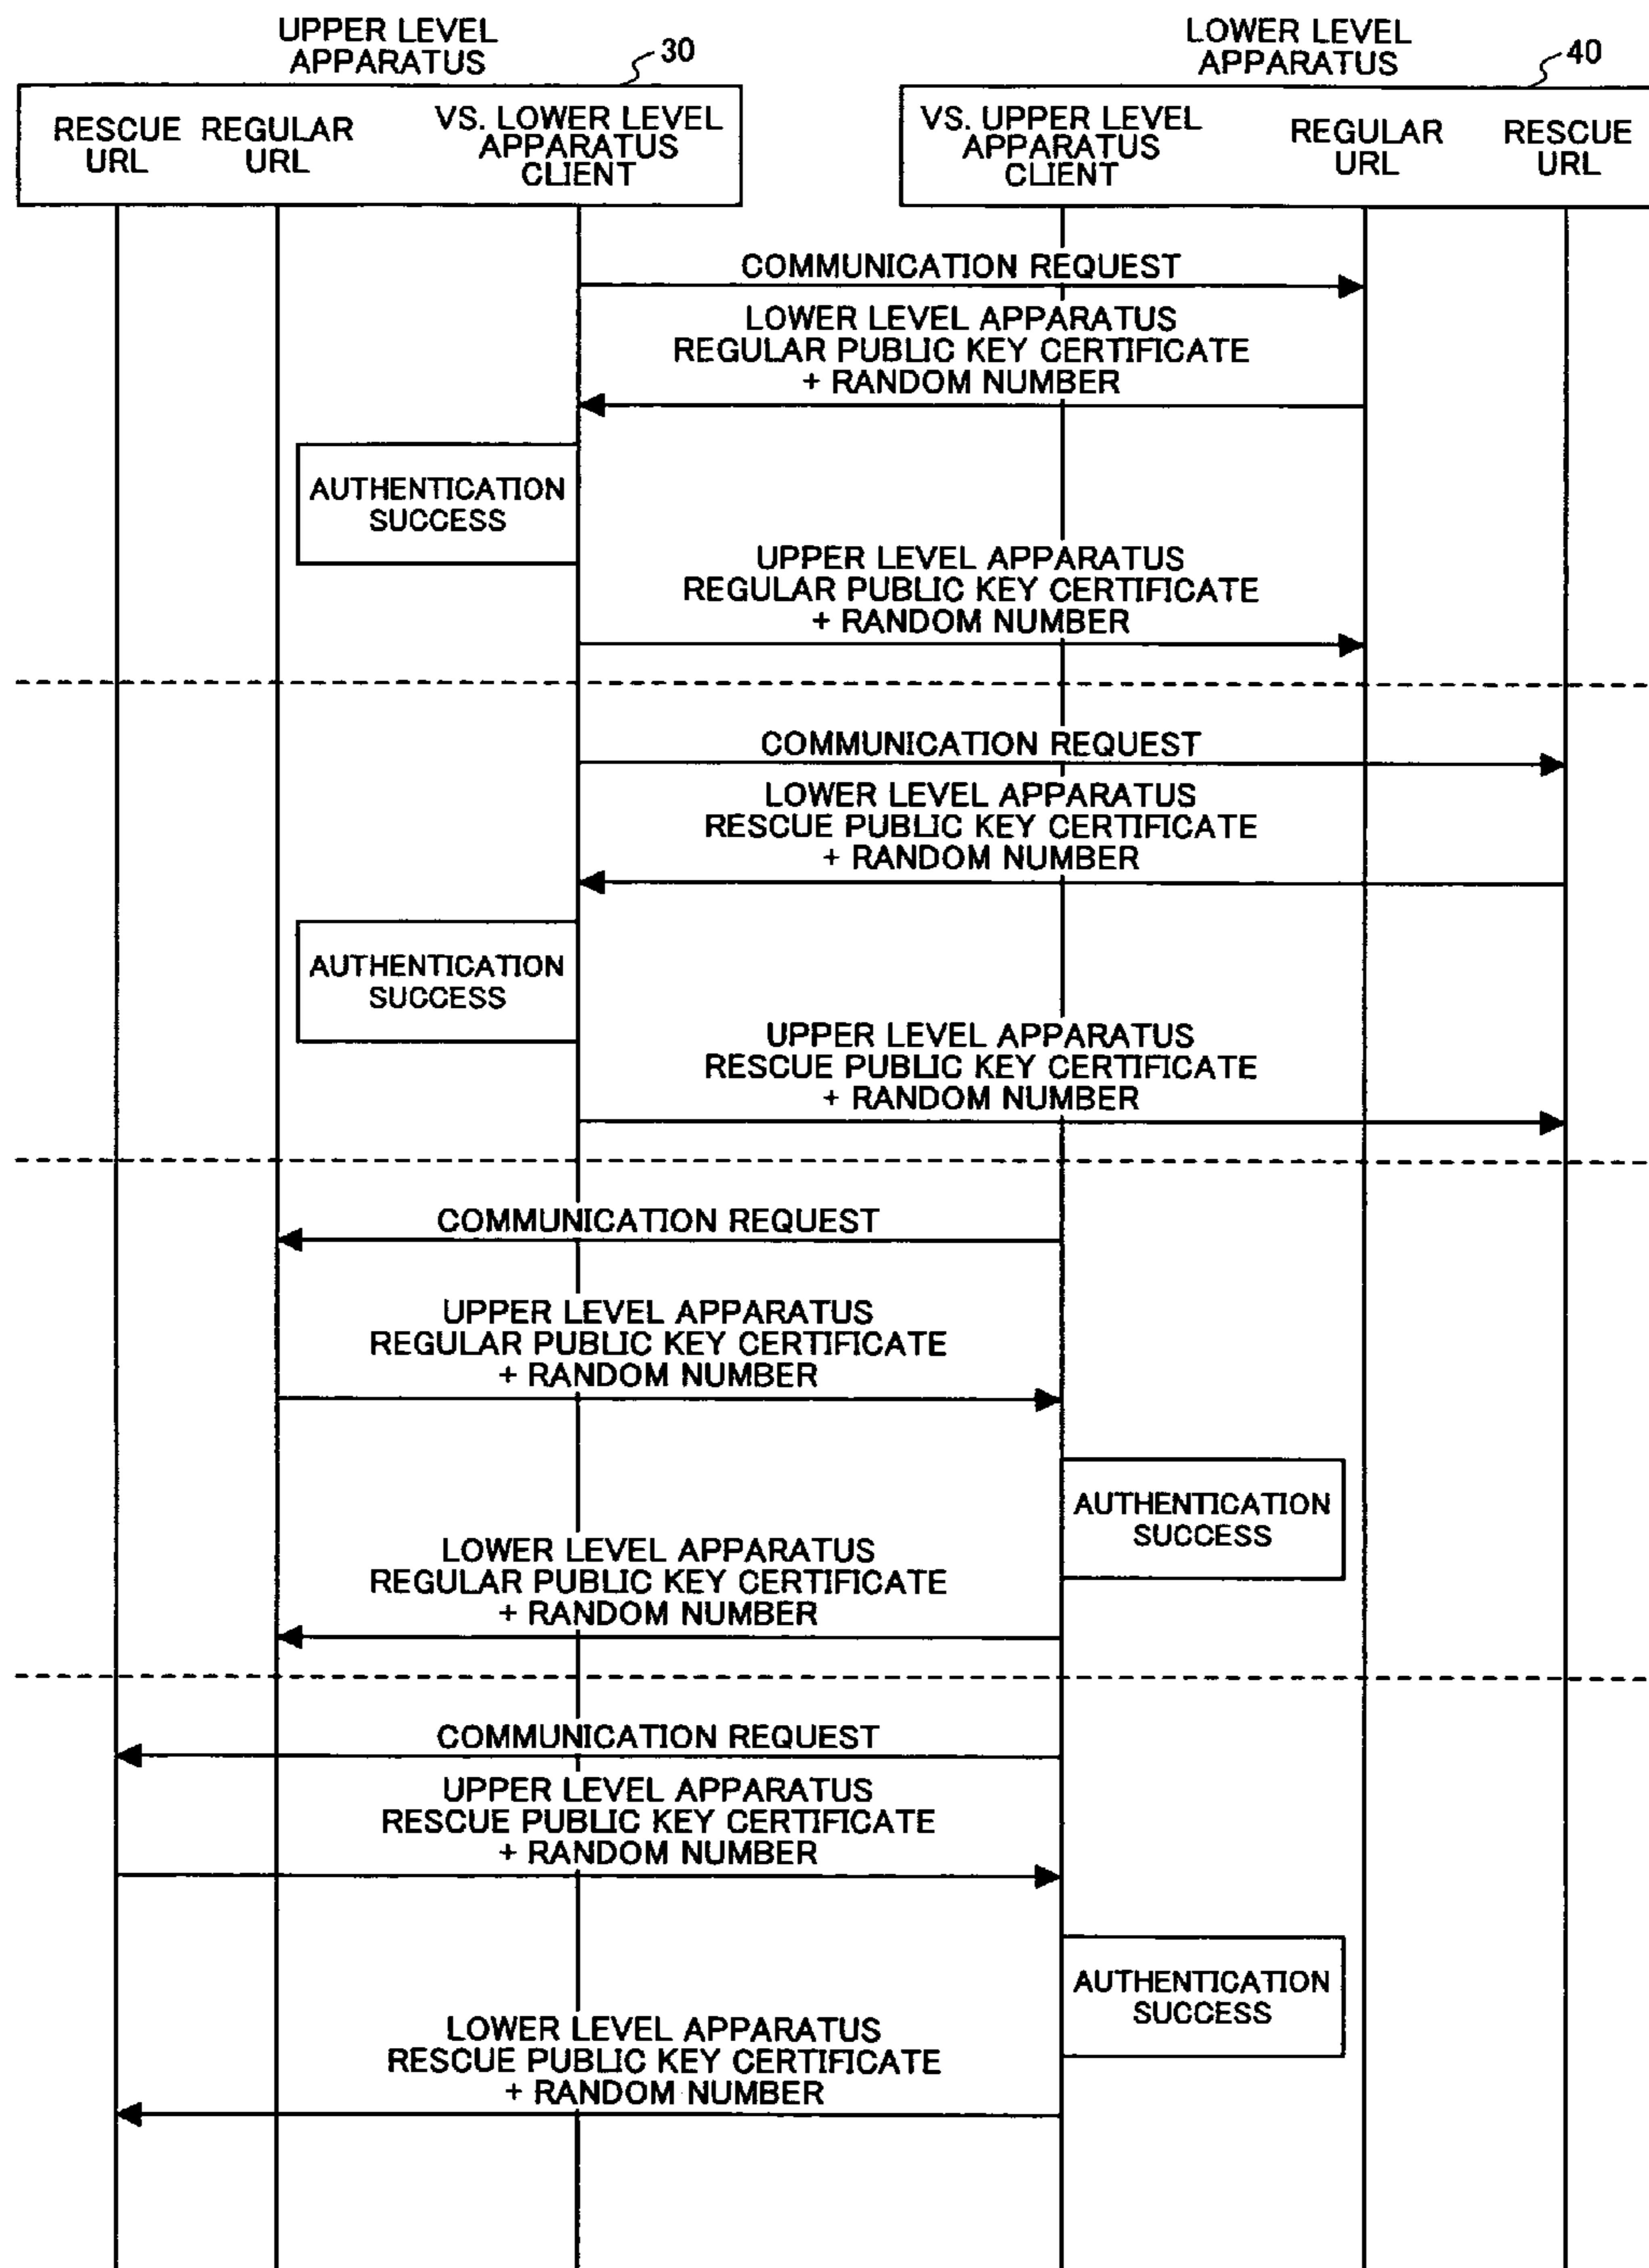 UPPER LEVEL
APPARATUS
30
LOWER LEVEL
APPARATUS
40
RESCUE
URL
REGULAR
URL
VS. LOWER LEVEL
APPARATUS
CLIENT
VS. UPPER LEVEL
APPARATUS
CLIENT
REGULAR
URL
RESCUE
URL
COMMUNICATION REQUEST
LOWER LEVEL APPARATUS
REGULAR PUBLIC KEY CERTIFICATE
+ RANDOM NUMBER
AUTHENTICATION
SUCCESS
UPPER LEVEL APPARATUS
REGULAR PUBLIC KEY CERTIFICATE
+ RANDOM NUMBER
COMMUNICATION REQUEST
LOWER LEVEL APPARATUS
RESCUE PUBLIC KEY CERTIFICATE
+ RANDOM NUMBER
AUTHENTICATION
SUCCESS
UPPER LEVEL APPARATUS
RESCUE PUBLIC KEY CERTIFICATE
+ RANDOM NUMBER
COMMUNICATION REQUEST
UPPER LEVEL APPARATUS
REGULAR PUBLIC KEY CERTIFICATE
+ RANDOM NUMBER
AUTHENTICATION
SUCCESS
LOWER LEVEL APPARATUS
REGULAR PUBLIC KEY CERTIFICATE
+ RANDOM NUMBER
COMMUNICATION REQUEST
UPPER LEVEL APPARATUS
RESCUE PUBLIC KEY CERTIFICATE
+ RANDOM NUMBER
AUTHENTICATION
SUCCESS
LOWER LEVEL APPARATUS
RESCUE PUBLIC KEY CERTIFICATE
+ RANDOM NUMBER